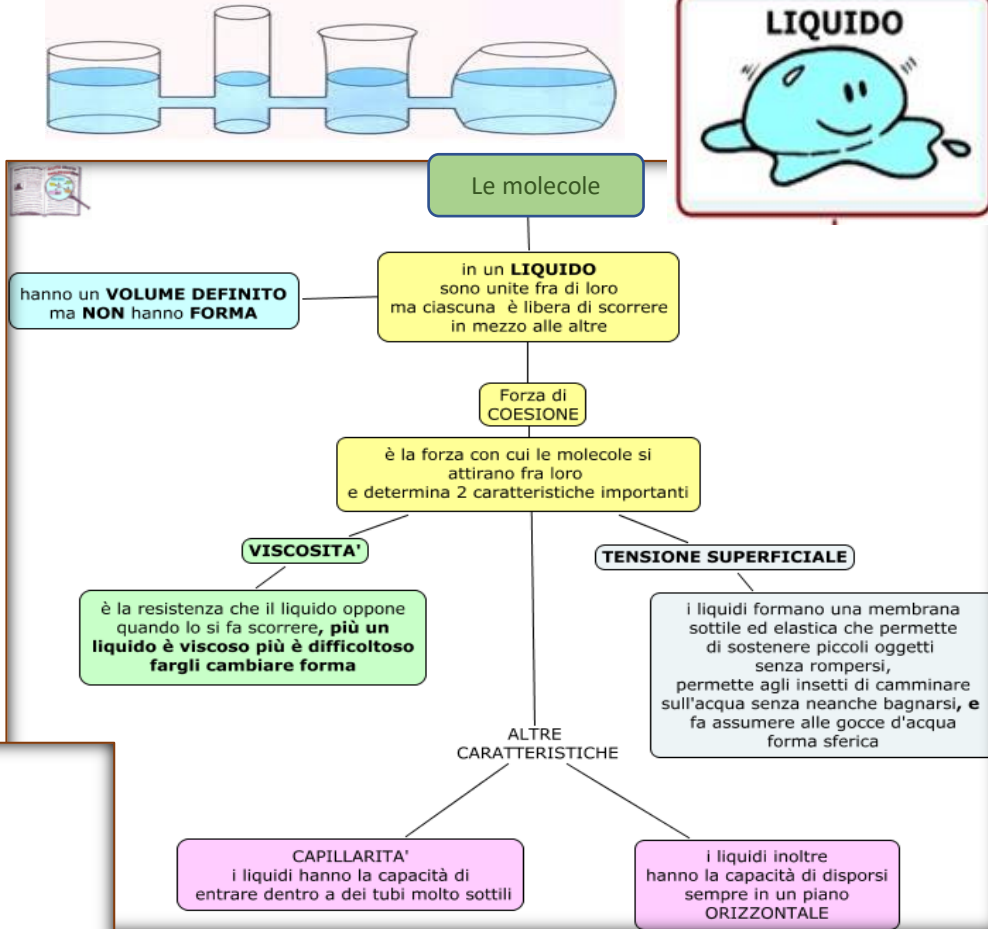 LIQUIDO
Le molecole
in un LIQUIDO
sono unite fra di loro
ma ciascuna è libera di scorrere
in mezzo alle altre
hanno un VOLUME DEFINITO
ma NON hanno FORMA
Forza di
COESIONE
è la forza con cui le molecole si
attirano fra loro
e determina 2 caratteristiche importanti
VISCOSITA'
è la resistenza che il liquido oppone
quando lo si fa scorrere, più un
liquido è viscoso più è difficoltoso
fargli cambiare forma
TENSIONE SUPERFICIALE
i liquidi formano una membrana
sottile ed elastica che permette
di sostenere piccoli oggetti
senza rompersi,
permette agli insetti di camminare
sull'acqua senza neanche bagnarsi, e
fa assumere alle gocce d'acqua
forma sferica
ALTRE
CARATTERISTICHE
CAPILLARITA'
i liquidi hanno la capacità di
entrare dentro a dei tubi molto sottili
i liquidi inoltre
hanno la capacità di disporsi
sempre in un piano
ORIZZONTALE